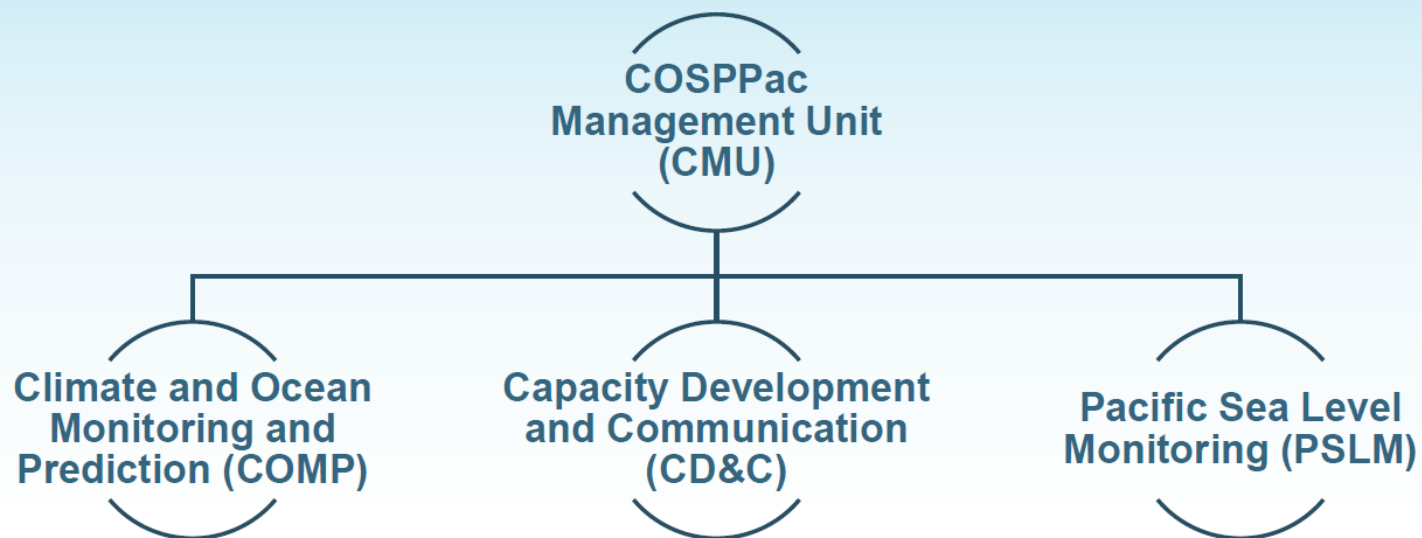 COSPPac
Management Unit
(CMU)
Climate and Ocean
Monitoring and
Prediction (COMP)
Capacity Development
and Communication
(CD&C)
Pacific Sea Level
Monitoring (PSLM)